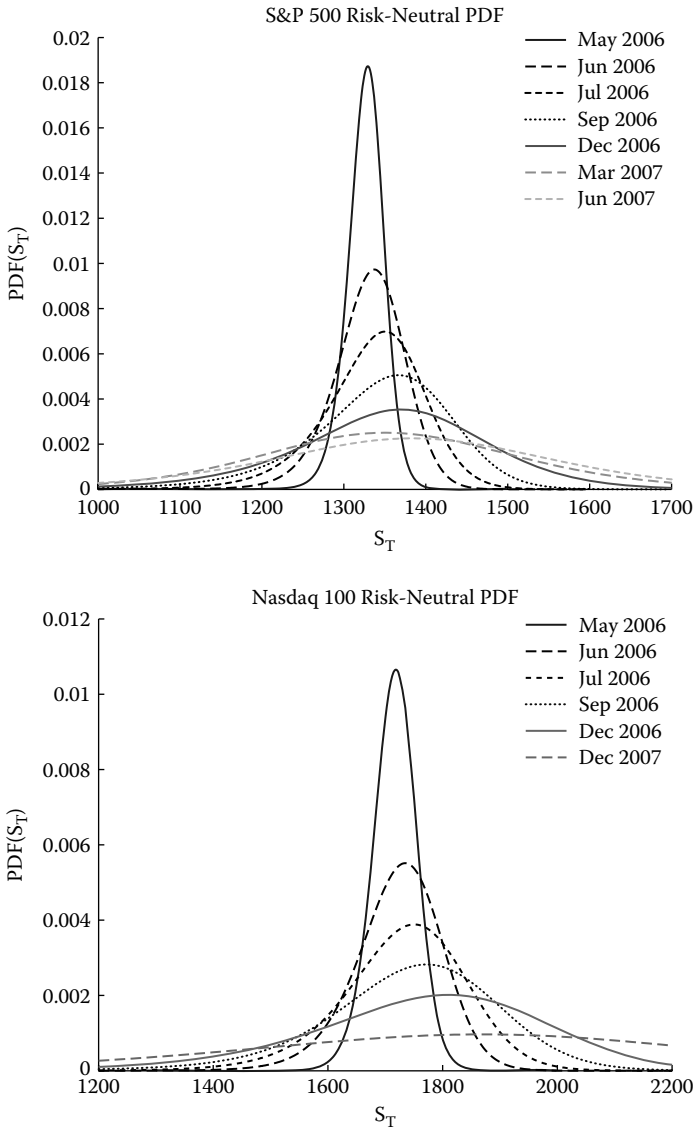 S&P 500 Risk-Neutral PDF
0.02
0.018
0.016
0.014
0.012
0.01
0.008
0.006
0.004
0.002
0
PDF(S_T)
May 2006
Jun 2006
Jul 2006
Sep 2006
Dec 2006
Mar 2007
Jun 2007
1000 1100 1200 1300 1400 1500 1600 1700
S_T
Nasdaq 100 Risk-Neutral PDF
0.012
0.01
0.008
0.006
0.004
0.002
0
PDF(S_T)
May 2006
Jun 2006
Jul 2006
Sep 2006
Dec 2006
Dec 2007
1200 1400 1600 1800 2000 2200
S_T